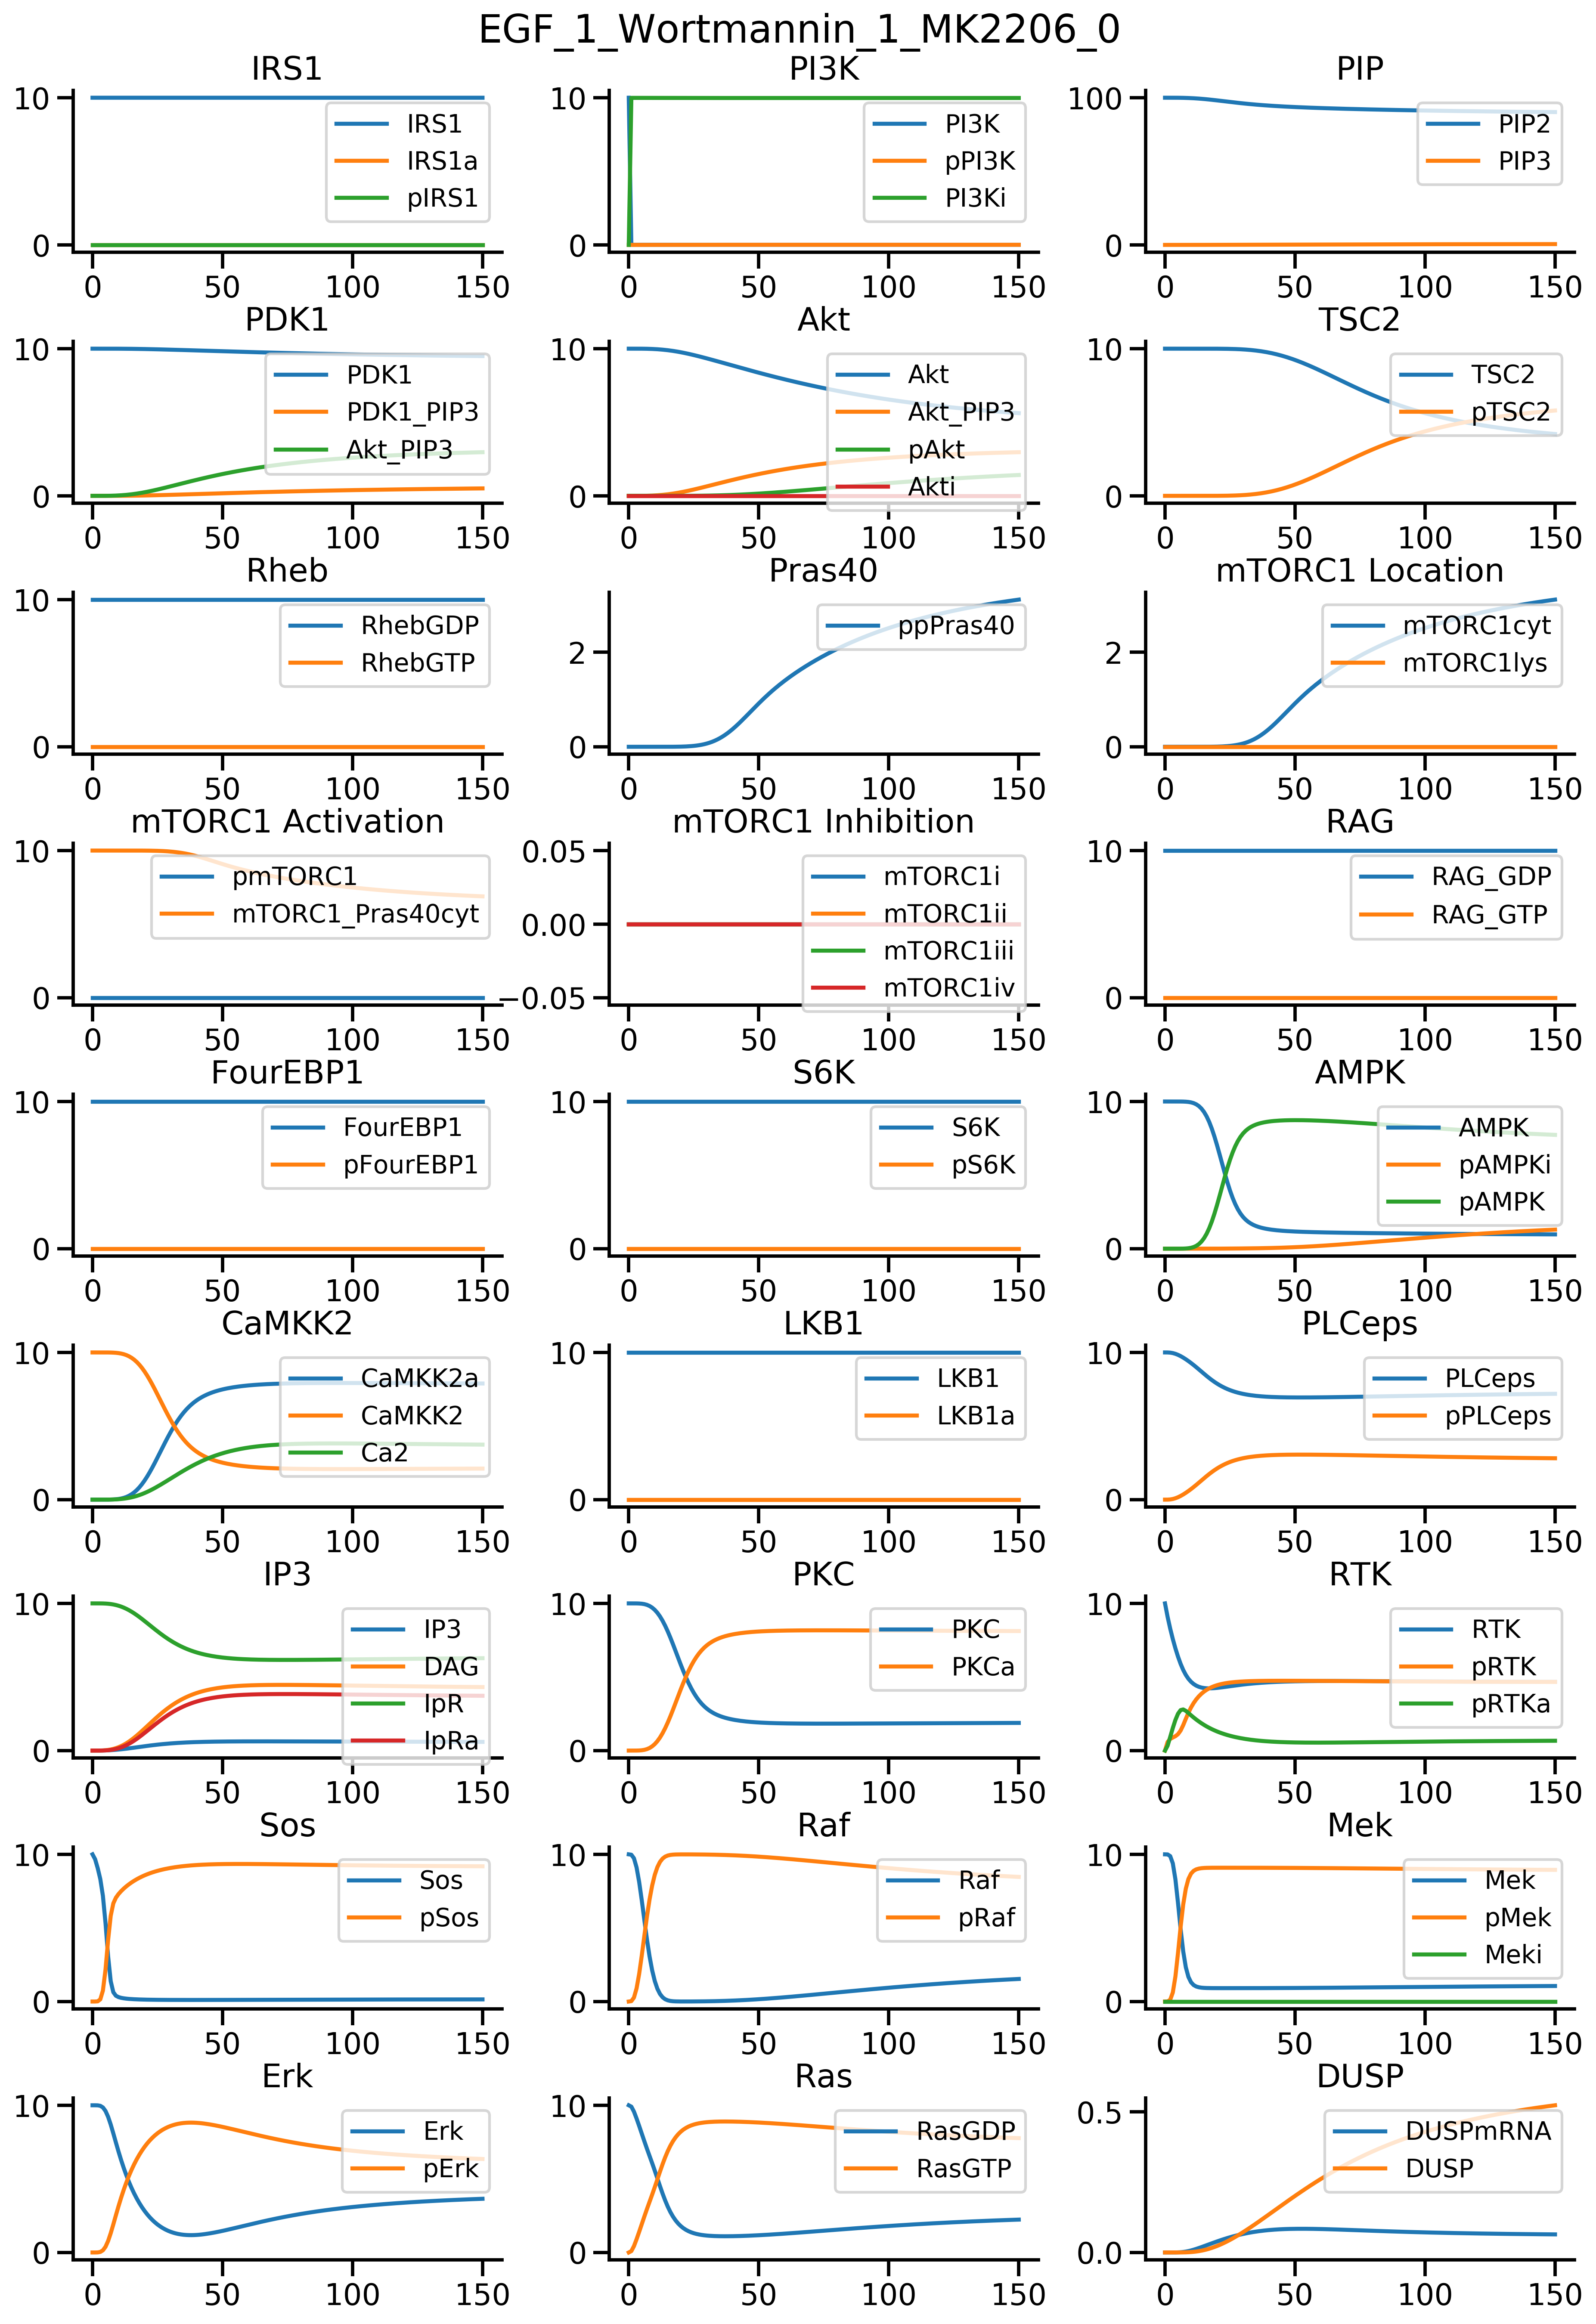 EGF_1_Wortmannin_1_MK2206_0
IRS1
10
0
0 50 100 150
IRS1
IRS1a
pIRS1
PI3K
10
0
0 50 100 150
PI3K
pPI3K
PI3Ki
PIP
100
0
0 50 100 150
PIP2
PIP3
PDK1
10
0
0 50 100 150
PDK1
PDK1_PIP3
Akt_PIP3
Akt
10
0
0 50 100 150
Akt
Akt_PIP3
pAkt
Akti
TSC2
10
0
0 50 100 150
TSC2
pTSC2
Rheb
10
0
0 50 100 150
RhebGDP
RhebGTP
Pras40
2
0
0 50 100 150
ppPras40
mTORC1 Location
2
0
0 50 100 150
mTORC1cyt
mTORC1lys
mTORC1 Activation
10
0
0 50 100 150
pmTORC1
mTORC1_Pras40cyt
mTORC1 Inhibition
0.05
0.00
−0.05
0 50 100 150
mTORC1i
mTORC1ii
mTORC1iii
mTORC1iv
RAG
10
0
0 50 100 150
RAG_GDP
RAG_GTP
FourEBP1
10
0
0 50 100 150
FourEBP1
pFourEBP1
S6K
10
0
0 50 100 150
S6K
pS6K
AMPK
10
0
0 50 100 150
AMPK
pAMPKi
pAMPK
CaMKK2
10
0
0 50 100 150
CaMKK2a
CaMKK2
Ca2
LKB1
10
0
0 50 100 150
LKB1
LKB1a
PLCeps
10
0
0 50 100 150
PLCeps
pPLCeps
IP3
10
0
0 50 100 150
IP3
DAG
IpR
IpRa
PKC
10
0
0 50 100 150
PKC
PKCa
RTK
10
0
0 50 100 150
RTK
pRTK
pRTKa
Sos
10
0
0 50 100 150
Sos
pSos
Raf
10
0
0 50 100 150
Raf
pRaf
Mek
10
0
0 50 100 150
Mek
pMek
Meki
Erk
10
0
0 50 100 150
Erk
pErk
Ras
10
0
0 50 100 150
RasGDP
RasGTP
DUSP
0.5
0.0
0 50 100 150
DUSPmRNA
DUSP